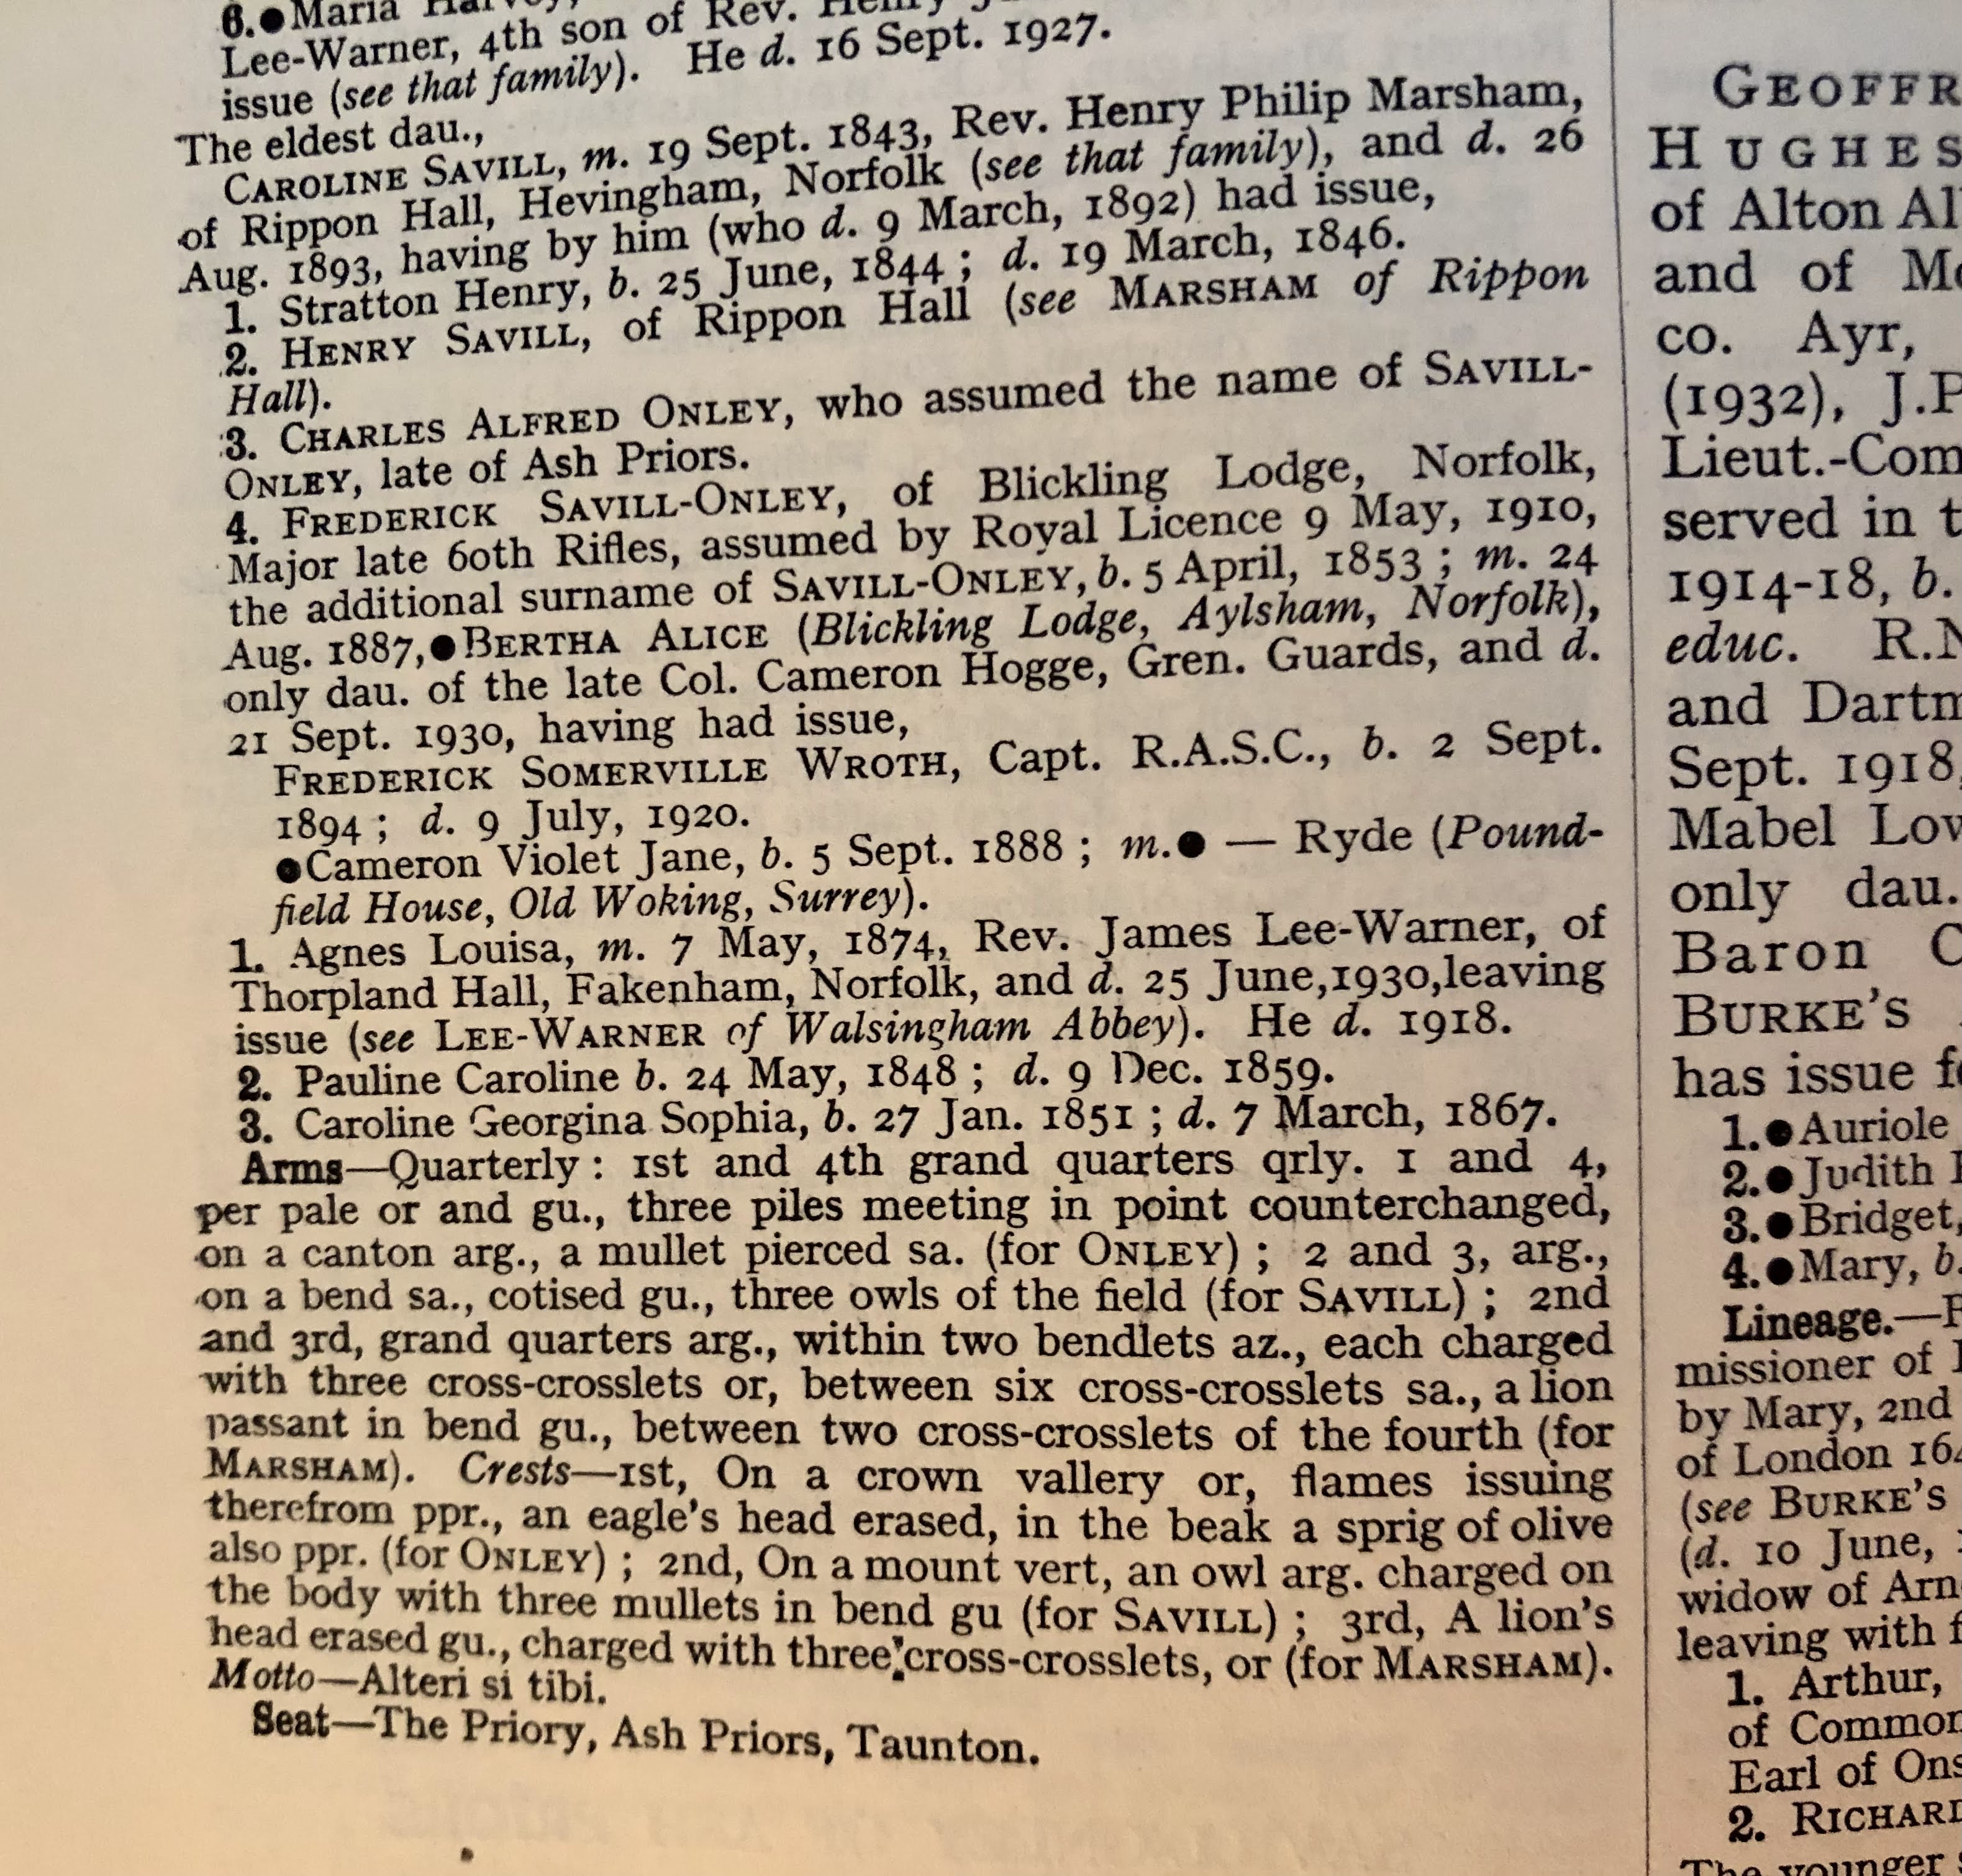 6.●Maria
Lee-Warner, 4th son of Rev.
issue (see that family). He d. 16 Sept. 1927.
The eldest dau.,
CAROLINE SAVILL, m. 19 Sept. 1843, Rev. Henry Philip Marsham,
of Rippon Hall, Hevingham, Norfolk (see that family), and d. 26
Aug. 1893, having by him (who d. 9 March, 1892) had issue,
1. Stratton Henry, b. 25 June, 1844 ; d. 19 March, 1846.
2. HENRY SAVILL, of Rippon Hall (see MARSHAM of Rippon
Hall).
3. CHARLES ALFRED ONLEY, who assumed the name of SAVILL-
ONLEY, late of Ash Priors.
4. FREDERICK SAVILL-ONLEY, of Blickling Lodge, Norfolk,
Major late 60th Rifles, assumed by Royal Licence 9 May, 1910,
the additional surname of SAVILL-ONLEY, b. 5 April, 1853 ; m. 24
Aug. 1887,●BERTHA ALICE (Blickling Lodge, Aylsham, Norfolk),
only dau. of the late Col. Cameron Hogge, Gren. Guards, and d.
21 Sept. 1930, having had issue,
FREDERICK SOMERVILLE WROTH, Capt. R.A.S.C., b. 2 Sept.
1894 ; d. 9 July, 1920.
●Cameron Violet Jane, b. 5 Sept. 1888 ; m.● — Ryde (Pound-
field House, Old Woking, Surrey).
1. Agnes Louisa, m. 7 May, 1874, Rev. James Lee-Warner, of
Thorpland Hall, Fakenham, Norfolk, and d. 25 June,1930,leaving
issue (see LEE-WARNER of Walsingham Abbey). He d. 1918.
2. Pauline Caroline b. 24 May, 1848 ; d. 9 Dec. 1859.
3. Caroline Georgina Sophia, b. 27 Jan. 1851 ; d. 7 March, 1867.
Arms—Quarterly : 1st and 4th grand quarters qrly. 1 and 4,
per pale or and gu., three piles meeting in point counterchanged,
on a canton arg., a mullet pierced sa. (for ONLEY) ; 2 and 3, arg.,
on a bend sa., cotised gu., three owls of the field (for SAVILL) ; 2nd
and 3rd, grand quarters arg., within two bendlets az., each charged
with three cross-crosslets or, between six cross-crosslets sa., a lion
passant in bend gu., between two cross-crosslets of the fourth (for
MARSHAM). Crests—1st, On a crown vallery or, flames issuing
therefrom ppr., an eagle's head erased, in the beak a sprig of olive
also ppr. (for ONLEY) ; 2nd, On a mount vert, an owl arg. charged on
the body with three mullets in bend gu (for SAVILL) ; 3rd, A lion's
head erased gu., charged with three cross-crosslets, or (for MARSHAM).
Motto—Alteri si tibi.
Seat—The Priory, Ash Priors, Taunton.
GEOFFR
HUGHES
of Alton Al
and of Mo
co. Ayr,
(1932), J.P
Lieut.-Com
served in t
1914-18, b.
educ. R.N
and Dartm
Sept. 1918,
Mabel Lov
only dau.
Baron C
BURKE'S
has issue fo
1.●Auriole
2.●Judith
3.●Bridget,
4.●Mary, b.
Lineage.—
missioner of
by Mary, 2nd
of London 164
(see BURKE'S
(d. 10 June,
widow of Arn
leaving with f
1. Arthur,
of Common
Earl of Ons
2. RICHARD
The younger